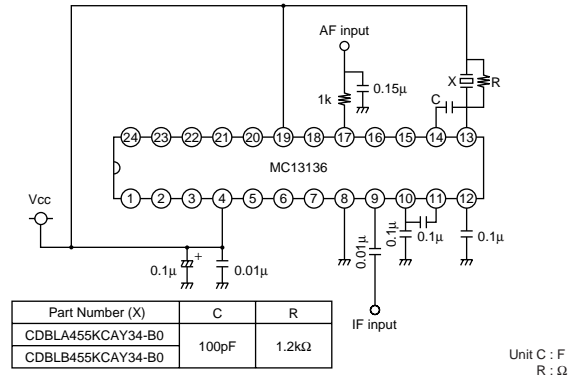 AF input
0.15μ
1k
X
R
C
24 23 22 21 20 19 18 17 16 15 14 13
MC13136
1 2 3 4 5 6 7 8 9 10 11 12
Vcc
+
0.1μ
0.01μ
0.01μ
0.1μ
0.1μ
0.1μ
IF input
Part Number (X) C R
CDBLA455KCAY34-B0 100pF 1.2kΩ
CDBLB455KCAY34-B0
Unit C : F
R : Ω